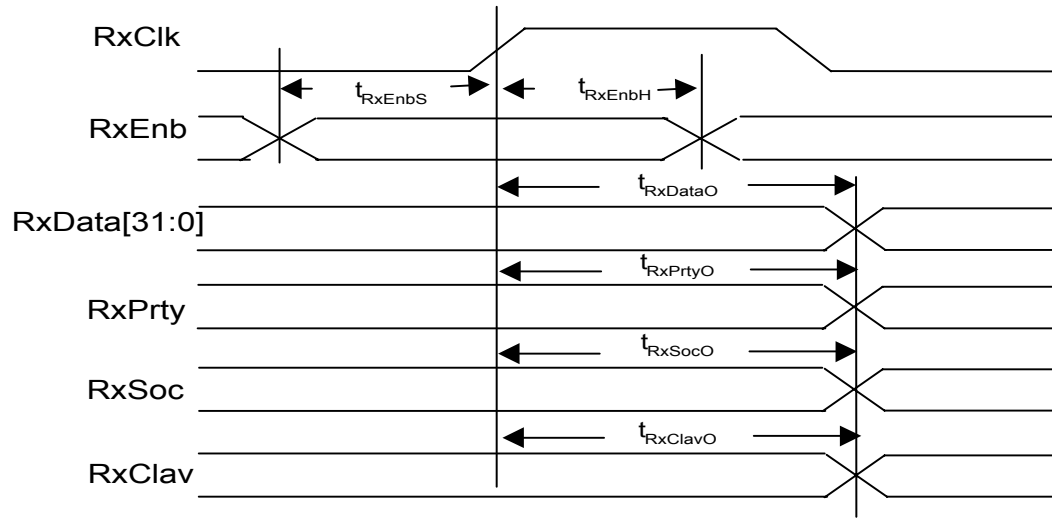 RxClk
tRxEnbS
tRxEnbH
RxEnb
tRxDataO
RxData[31:0]
tRxPrtyO
RxPrty
tRxSocO
RxSoc
tRxClavO
RxClav